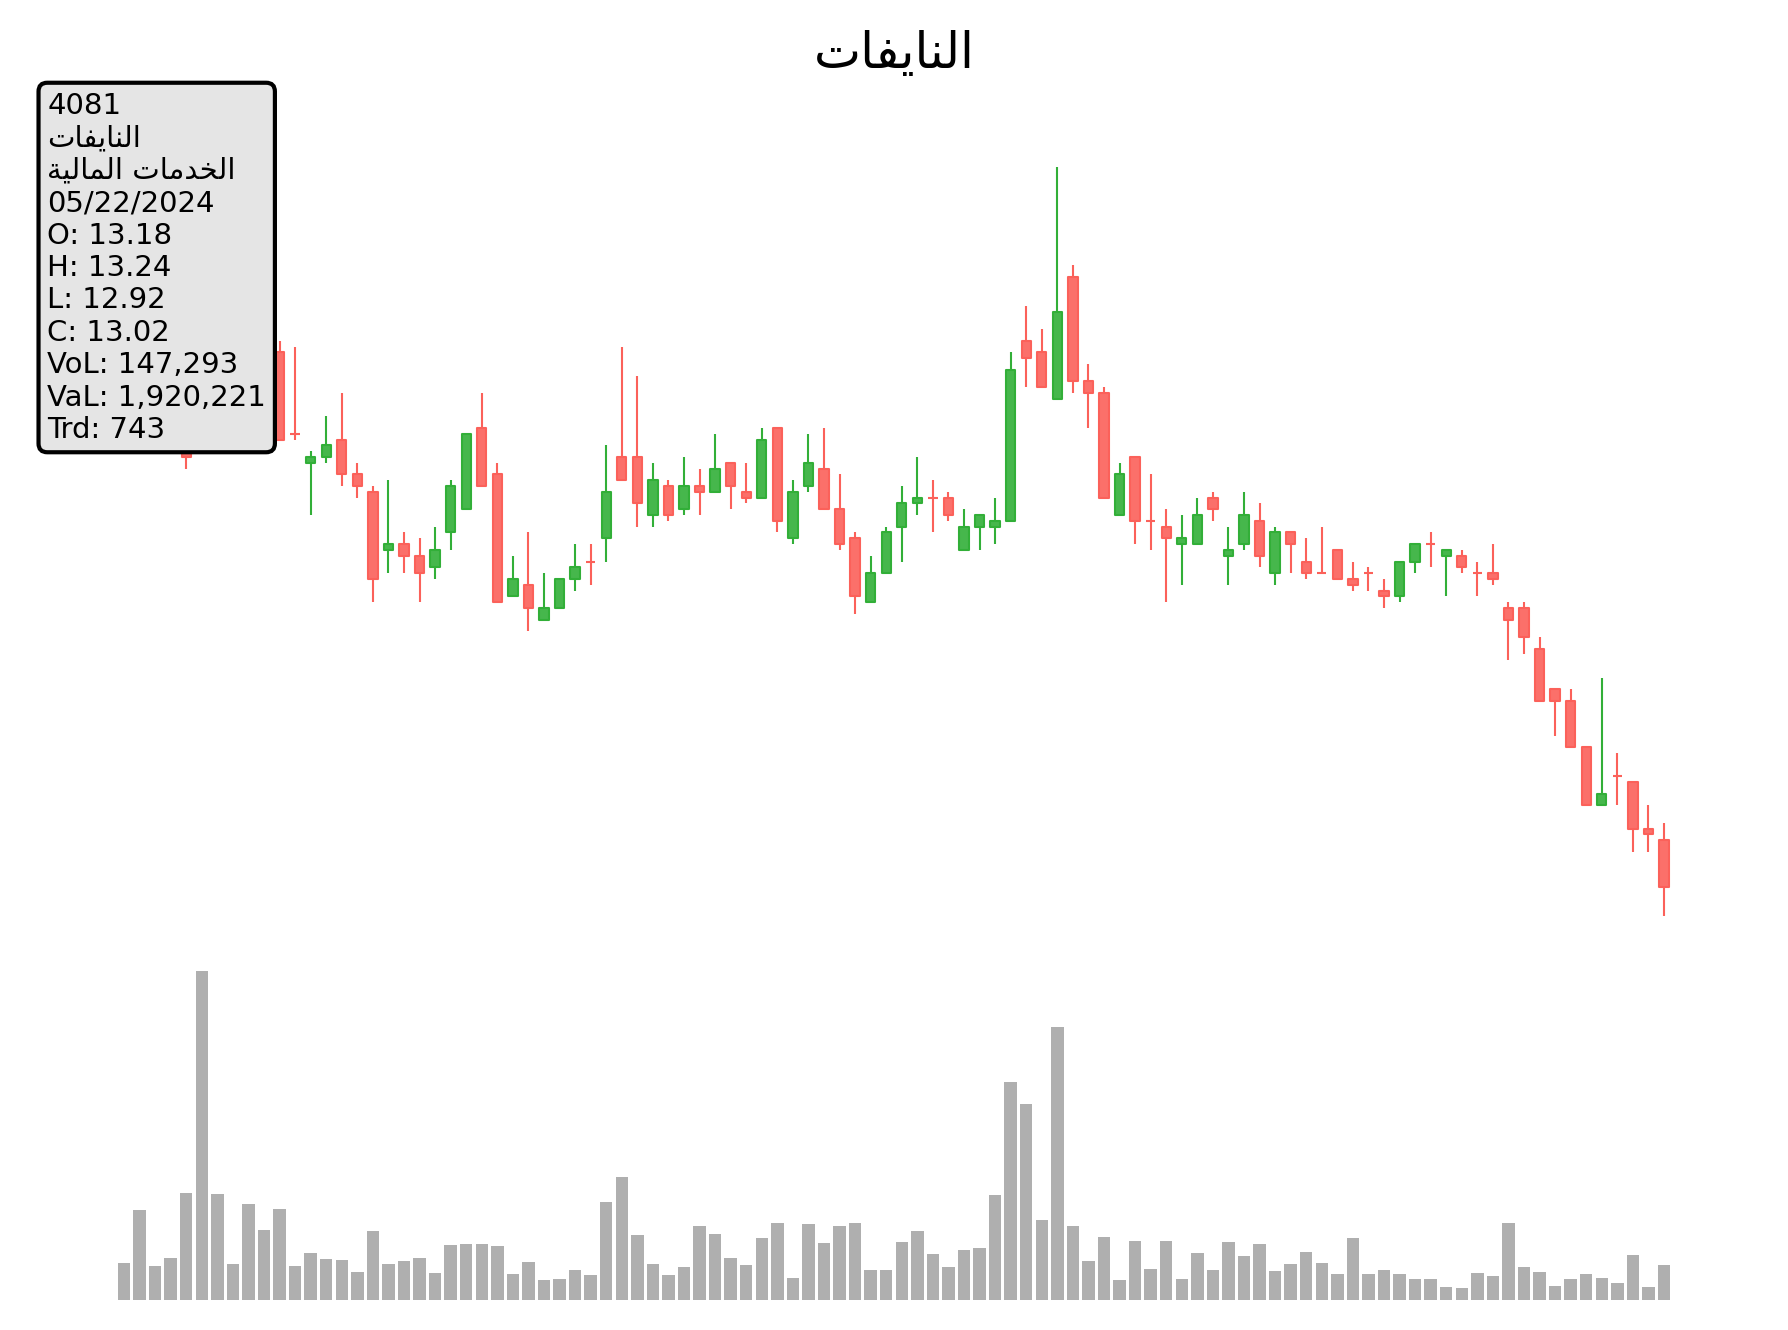 النايفات
4081
النايفات
الخدمات المالية
05/22/2024
O: 13.18
H: 13.24
L: 12.92
C: 13.02
VoL: 147,293
VaL: 1,920,221
Trd: 743